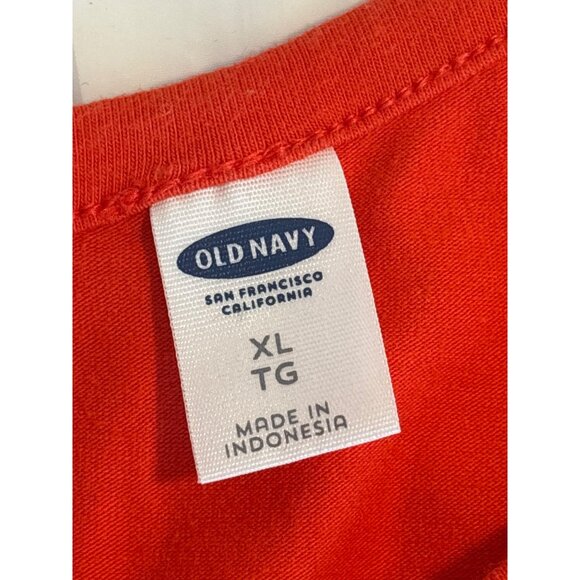 OLD NAVY
SAN FRANCISCO
CALIFORNIA
XL
TG
MADE IN
INDONESIA